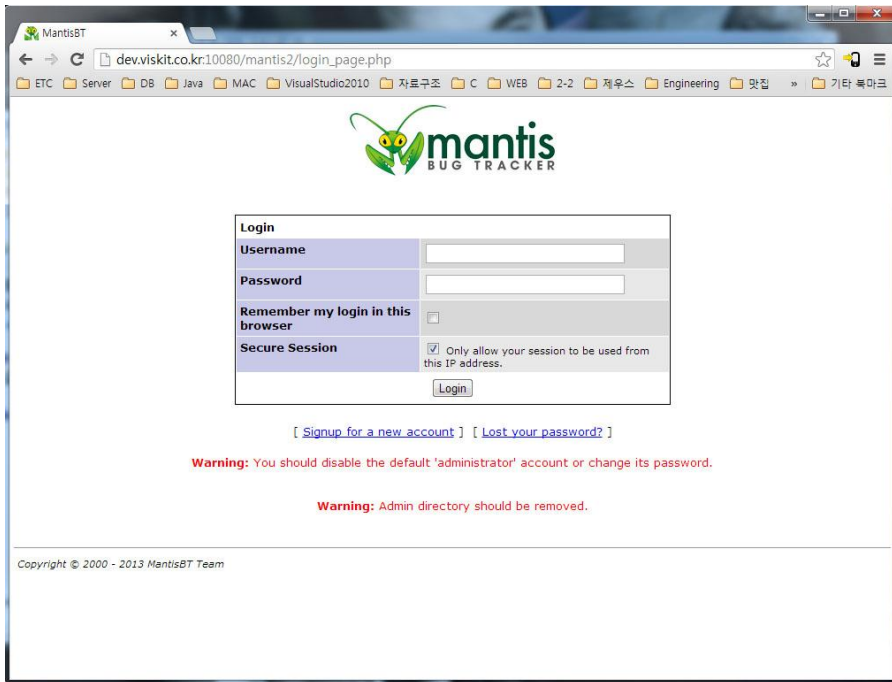 MantisBT
dev.viskit.co.kr:10080/mantis2/login_page.php
ETC Server DB Java MAC VisualStudio2010 자료구조 C WEB 2-2 제우스 Engineering 맛집 » 기타 북마크
mantis
BUG TRACKER
Login
Username
Password
Remember my login in this
browser
Secure Session
Only allow your session to be used from
this IP address.
Login
[ Signup for a new account ] [ Lost your password? ]
Warning: You should disable the default 'administrator' account or change its password.
Warning: Admin directory should be removed.
Copyright © 2000 - 2013 MantisBT Team